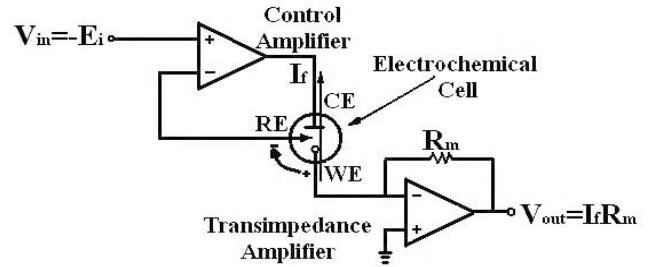 Control
Amplifier
Vin=-Ei
+
−
If
CE
Electrochemical
Cell
RE
-
+
WE
Rm
−
+
Vout=IfRm
Transimpedance
Amplifier